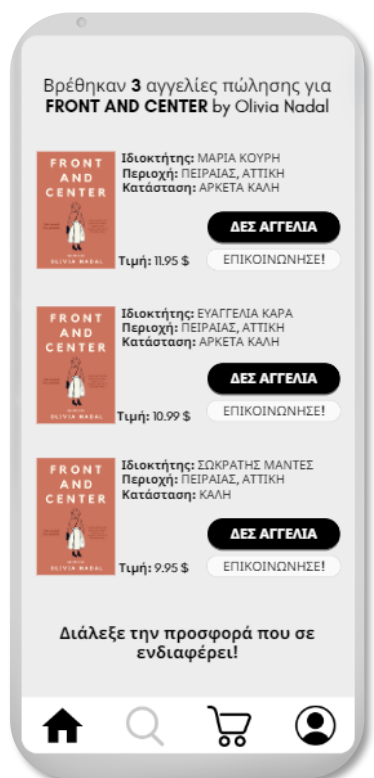 Βρέθηκαν 3 αγγελίες πώλησης για
FRONT AND CENTER by Olivia Nadal
FRONT
AND
CENTER
OLIVIA NADAL
Ιδιοκτήτης: ΜΑΡΙΑ ΚΟΥΡΗ
Περιοχή: ΠΕΙΡΑΙΑΣ, ΑΤΤΙΚΗ
Κατάσταση: ΑΡΚΕΤΑ ΚΑΛΗ
ΔΕΣ ΑΓΓΕΛΙΑ
Τιμή: 11.95 $
ΕΠΙΚΟΙΝΩΝΗΣΕ!
FRONT
AND
CENTER
OLIVIA NADAL
Ιδιοκτήτης: ΕΥΑΓΓΕΛΙΑ ΚΑΡΑ
Περιοχή: ΠΕΙΡΑΙΑΣ, ΑΤΤΙΚΗ
Κατάσταση: ΑΡΚΕΤΑ ΚΑΛΗ
ΔΕΣ ΑΓΓΕΛΙΑ
Τιμή: 10.99 $
ΕΠΙΚΟΙΝΩΝΗΣΕ!
FRONT
AND
CENTER
OLIVIA NADAL
Ιδιοκτήτης: ΣΩΚΡΑΤΗΣ ΜΑΝΤΕΣ
Περιοχή: ΠΕΙΡΑΙΑΣ, ΑΤΤΙΚΗ
Κατάσταση: ΚΑΛΗ
ΔΕΣ ΑΓΓΕΛΙΑ
Τιμή: 9.95 $
ΕΠΙΚΟΙΝΩΝΗΣΕ!
Διάλεξε την προσφορά που σε
ενδιαφέρει!